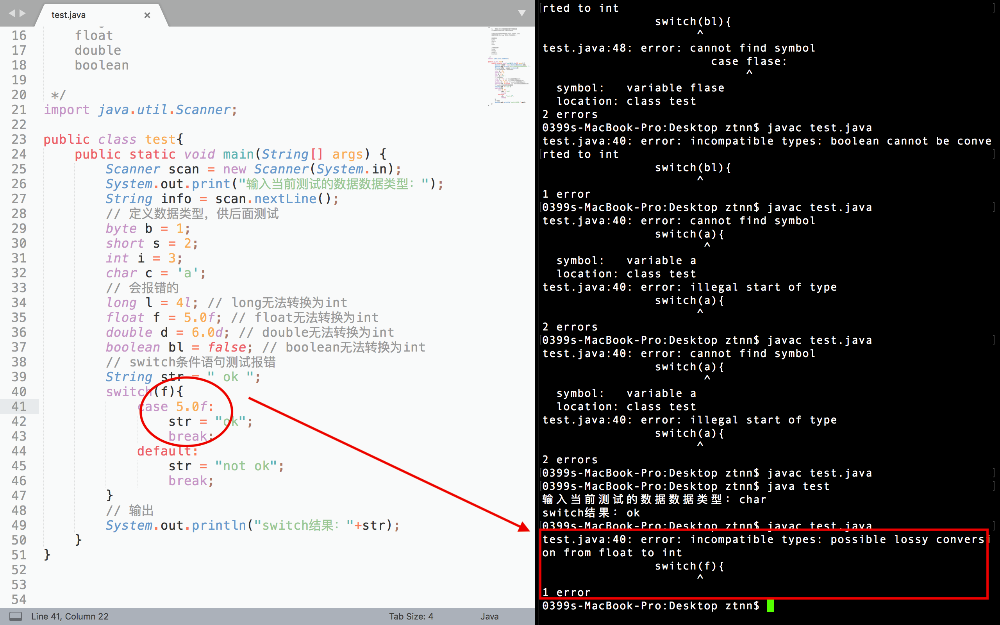 test.java
16 float
17 double
18 boolean
19
20 */
21 import java.util.Scanner;
22
23 public class test{
24 public static void main(String[] args) {
25 Scanner scan = new Scanner(System.in);
26 System.out.print("输入当前测试的数据数据类型：");
27 String info = scan.nextLine();
28 // 定义数据类型，供后面测试
29 byte b = 1;
30 short s = 2;
31 int i = 3;
32 char c = 'a';
33 // 会报错的
34 long l = 4l; // long无法转换为int
35 float f = 5.0f; // float无法转换为int
36 double d = 6.0d; // double无法转换为int
37 boolean bl = false; // boolean无法转换为int
38 // switch条件语句测试报错
39 String str = " ok ";
40 switch(f){
41 case 5.0f:
42 str = "ok";
43 break;
44 default:
45 str = "not ok";
46 break;
47 }
48 // 输出
49 System.out.println("switch结果："+str);
50 }
51 }
52
53
54
Line 41, Column 22
Tab Size: 4
Java
rted to int
switch(bl){
^
test.java:48: error: cannot find symbol
case flase:
^
symbol: variable flase
location: class test
2 errors
0399s-MacBook-Pro:Desktop ztnn$ javac test.java
test.java:40: error: incompatible types: boolean cannot be conve
rted to int
switch(bl){
^
1 error
0399s-MacBook-Pro:Desktop ztnn$ javac test.java
test.java:40: error: cannot find symbol
switch(a){
^
symbol: variable a
location: class test
test.java:40: error: illegal start of type
switch(a){
^
2 errors
0399s-MacBook-Pro:Desktop ztnn$ javac test.java
test.java:40: error: cannot find symbol
switch(a){
^
symbol: variable a
location: class test
test.java:40: error: illegal start of type
switch(a){
^
2 errors
0399s-MacBook-Pro:Desktop ztnn$ javac test.java
0399s-MacBook-Pro:Desktop ztnn$ java test
输入当前测试的数据数据类型：char
switch结果：ok
0399s-MacBook-Pro:Desktop ztnn$ javac test.java
test.java:40: error: incompatible types: possible lossy conversi
on from float to int
switch(f){
^
1 error
0399s-MacBook-Pro:Desktop ztnn$